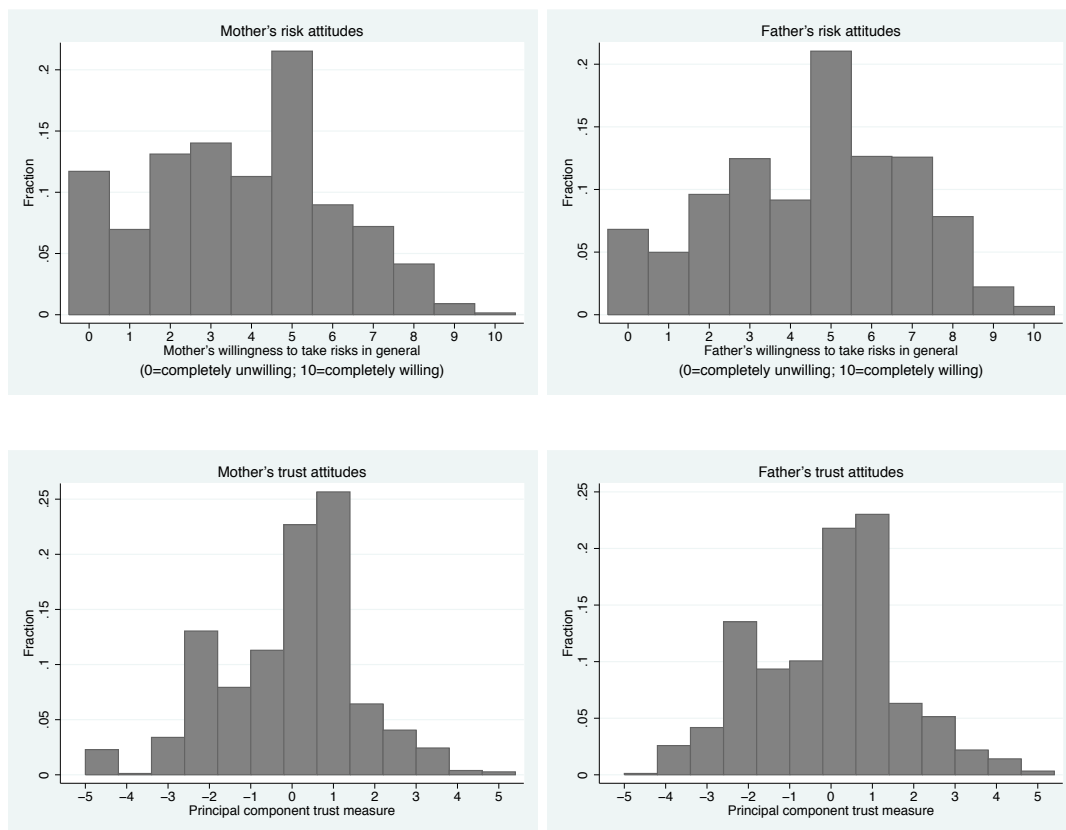 Mother's risk attitudes
Fraction
.2
.15
.1
.05
0
0 1 2 3 4 5 6 7 8 9 10
Mother's willingness to take risks in general
(0=completely unwilling; 10=completely willing)
Father's risk attitudes
Fraction
.2
.15
.1
.05
0
0 1 2 3 4 5 6 7 8 9 10
Father's willingness to take risks in general
(0=completely unwilling; 10=completely willing)
Mother's trust attitudes
Fraction
.25
.2
.15
.1
.05
0
−5 −4 −3 −2 −1 0 1 2 3 4 5
Principal component trust measure
Father's trust attitudes
Fraction
.25
.2
.15
.1
.05
0
−5 −4 −3 −2 −1 0 1 2 3 4 5
Principal component trust measure